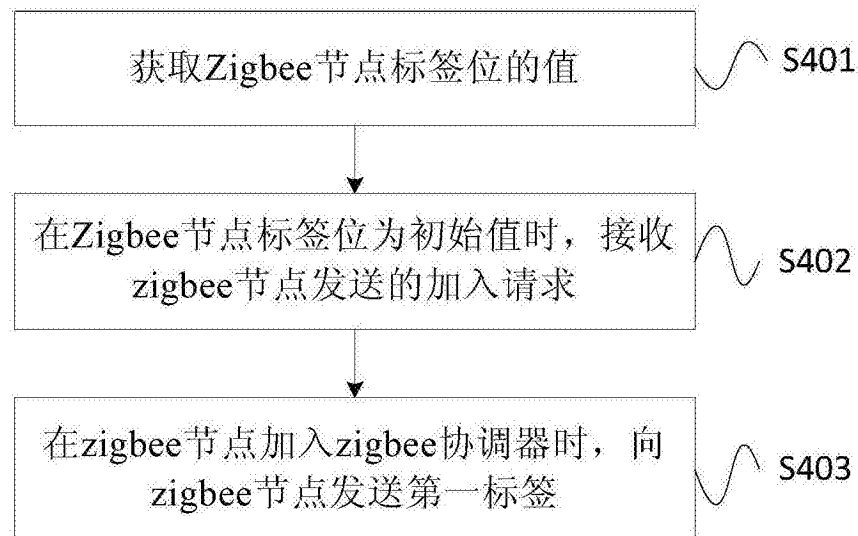 获取Zigbee节点标签位的值
S401
在Zigbee节点标签位为初始值时，接收
zigbee节点发送的加入请求
S402
在zigbee节点加入zigbee协调器时，向
zigbee节点发送第一标签
S403